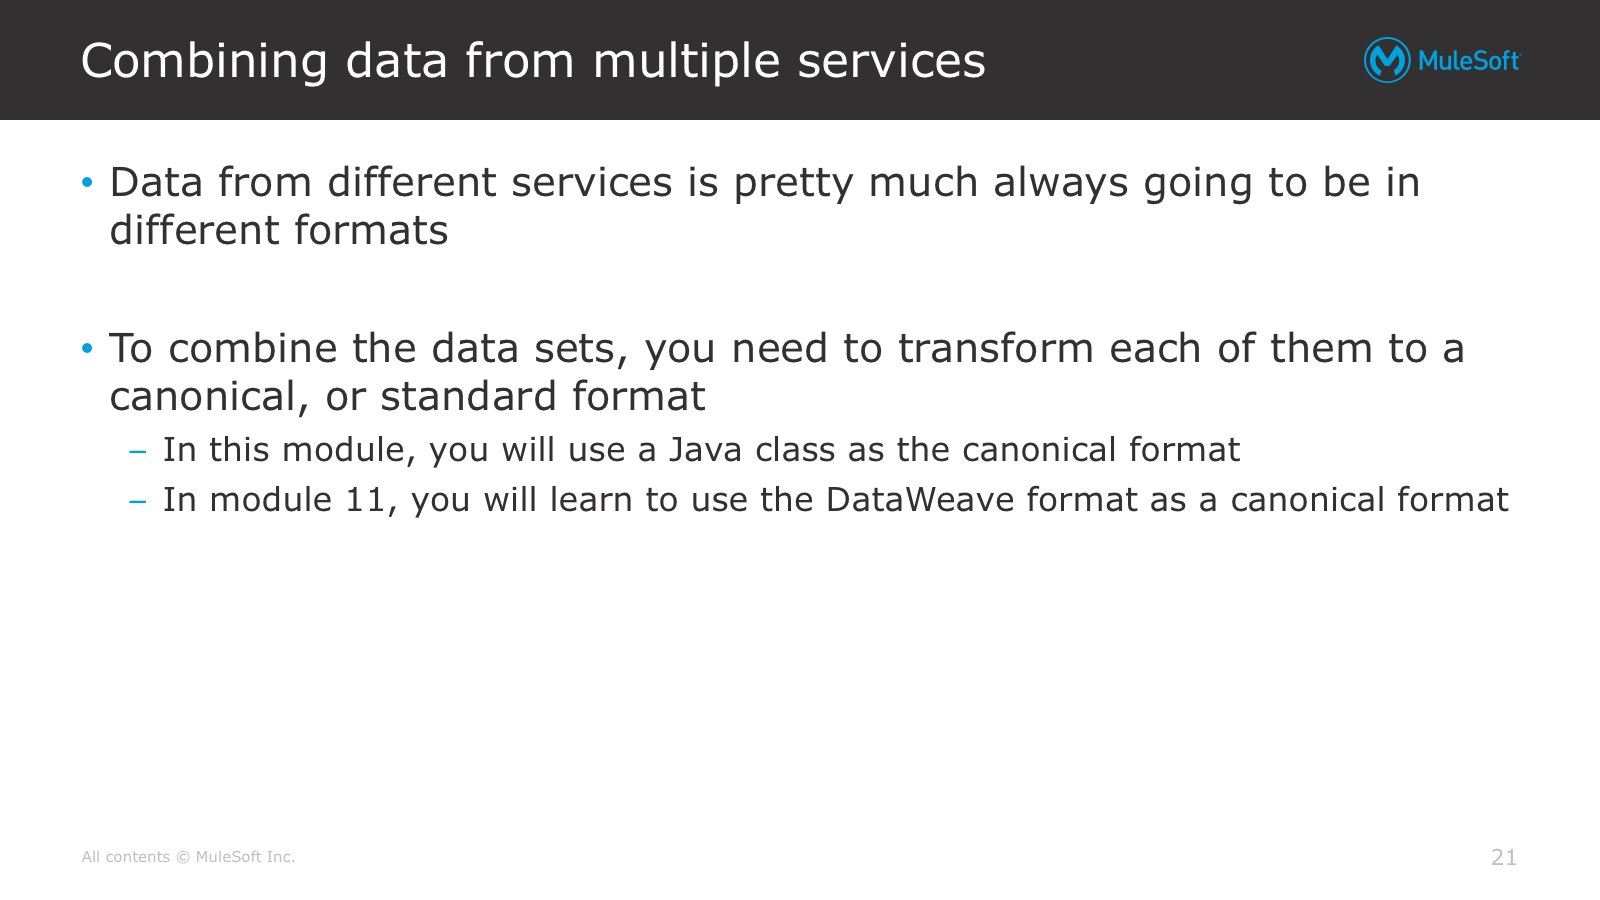 Combining data from multiple services
MuleSoft
• Data from different services is pretty much always going to be in
different formats
• To combine the data sets, you need to transform each of them to a
canonical, or standard format
– In this module, you will use a Java class as the canonical format
– In module 11, you will learn to use the DataWeave format as a canonical format
All contents © MuleSoft Inc.
21